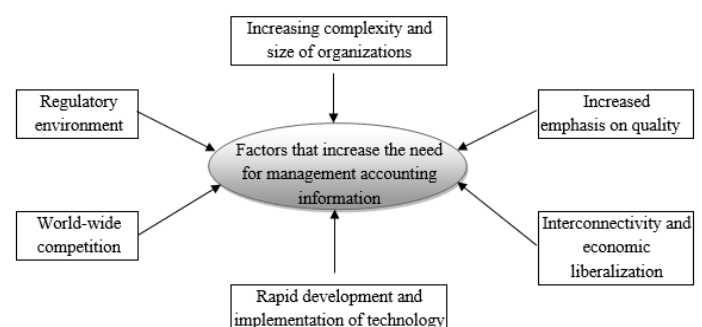 Increasing complexity and
size of organizations
Regulatory
environment
Increased
emphasis on quality
Factors that increase the need
for management accounting
information
World-wide
competition
Interconnectivity and
economic
liberalization
Rapid development and
implementation of technology